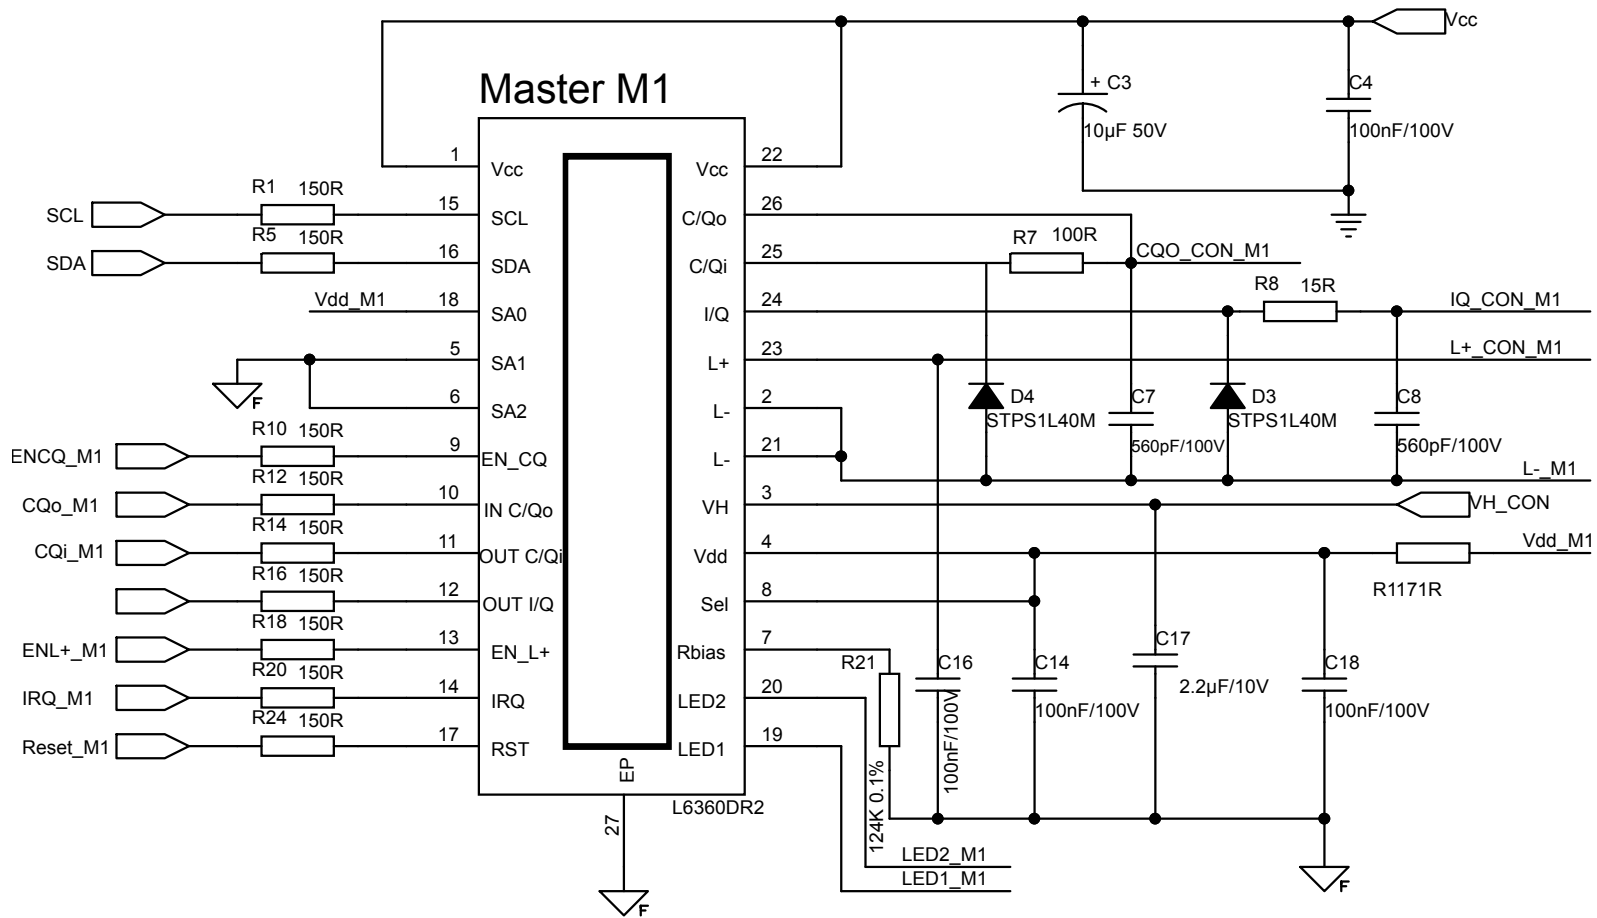 Vcc
Master M1
+ C3
10µF 50V
C4
100nF/100V
1
Vcc
Vcc
22
R1 150R
SCL
15
SCL
C/Qo
26
R5 150R
SDA
16
SDA
C/Qi
25
R7 100R
CQO_CON_M1
Vdd_M1
18
SA0
I/Q
24
R8 15R
IQ_CON_M1
5
SA1
L+
23
L+_CON_M1
F
6
SA2
L-
2
D4
STPS1L40M
C7
560pF/100V
D3
STPS1L40M
C8
560pF/100V
R10 150R
ENCQ_M1
9
EN_CQ
L-
21
L-_M1
R12 150R
CQo_M1
10
IN C/Qo
VH
3
VH_CON
R14 150R
CQi_M1
11
OUT C/Qi
Vdd
4
Vdd_M1
R1171R
R16 150R
12
OUT I/Q
Sel
8
R18 150R
ENL+_M1
13
EN_L+
Rbias
7
R21
124K 0.1%
C16
100nF/100V
C14
100nF/100V
C17
2.2µF/10V
C18
100nF/100V
R20 150R
IRQ_M1
14
IRQ
LED2
20
R24 150R
Reset_M1
17
RST
LED1
19
EP
27
L6360DR2
LED2_M1
LED1_M1
F
F